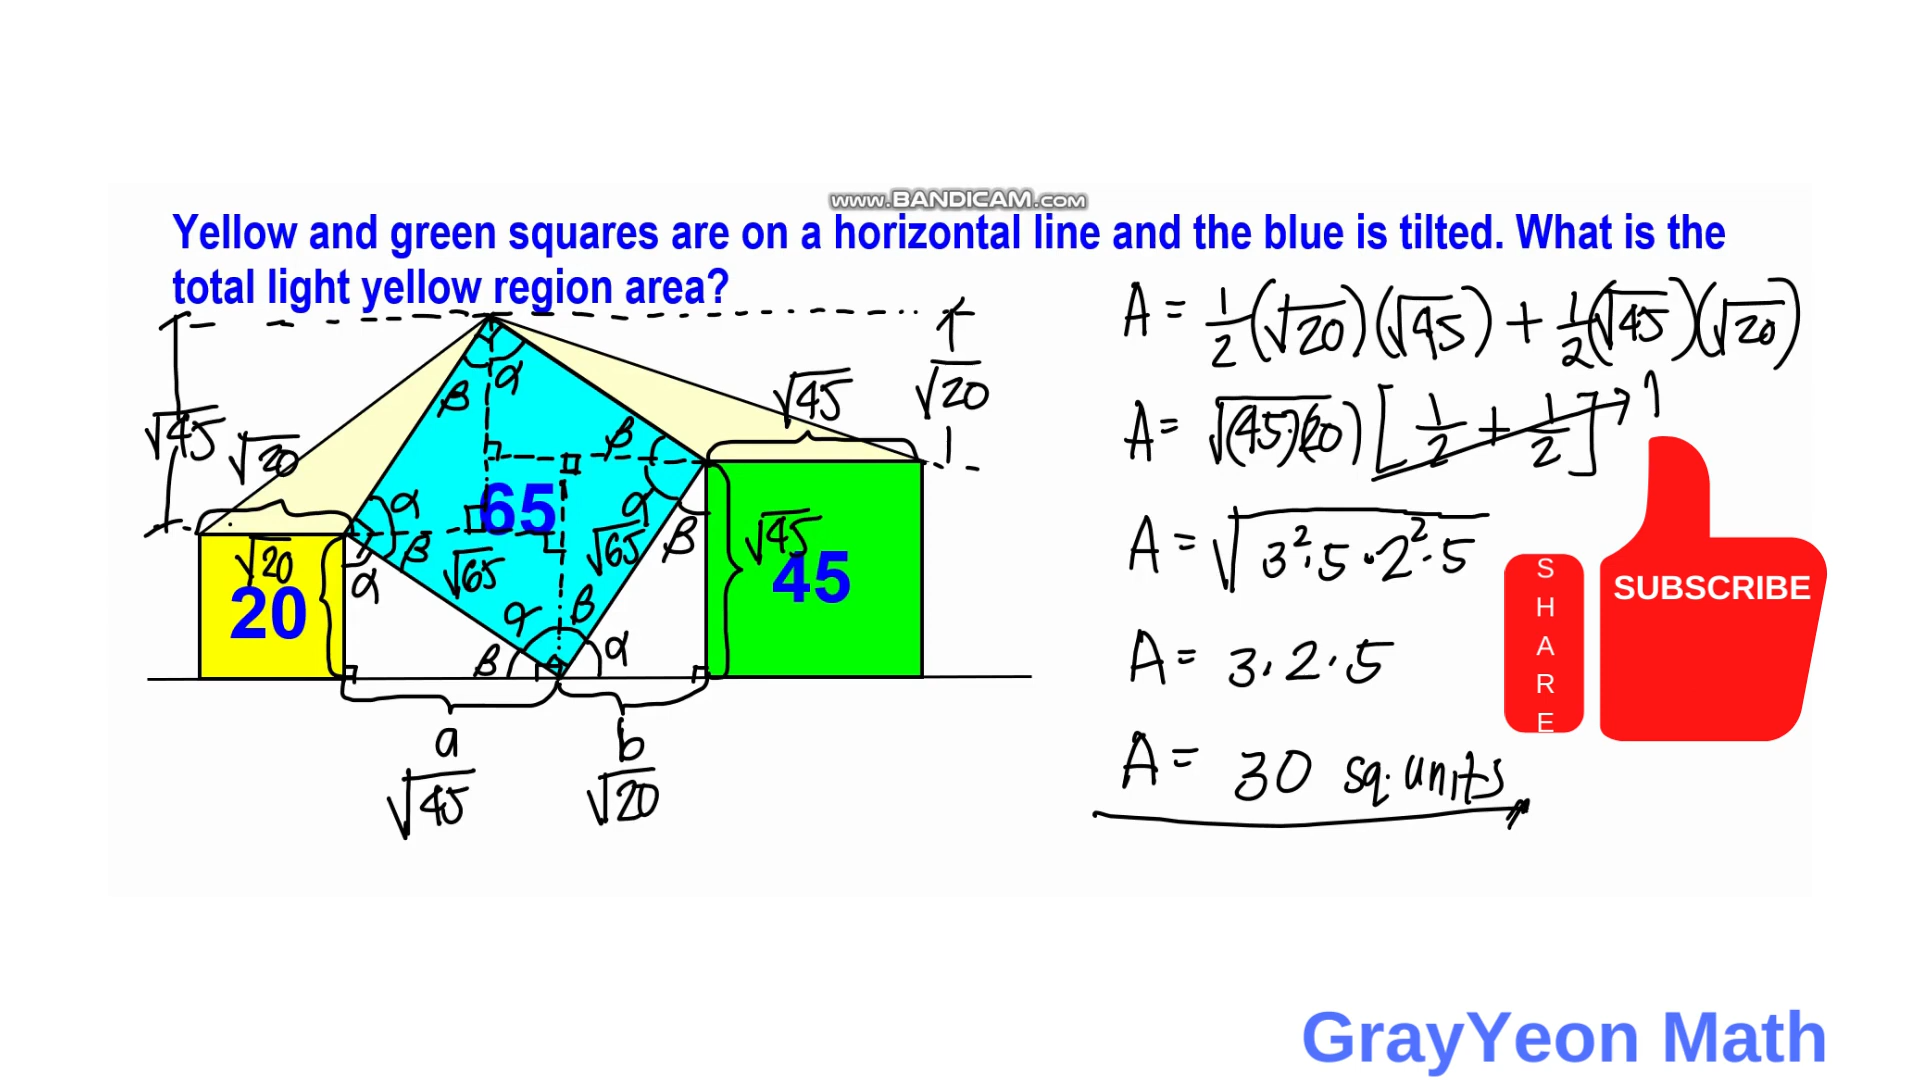 www.BANDICAM.com
Yellow and green squares are on a horizontal line and the blue is tilted. What is the
total light yellow region area?
√45
√20
β
α
√45
√20
β
α
β
α
√20
α
65
√65
√65
β
√45
20
45
α
β
β
α
a
√45
b
√20
A = 1/2 (√20)(√45) + 1/2 (√45)(√20)
A = √(45)(20) [1/2 + 1/2] 1
A = √3²·5·2²·5
A = 3·2·5
A = 30 sq. units
SHARE
SUBSCRIBE
GrayYeon Math